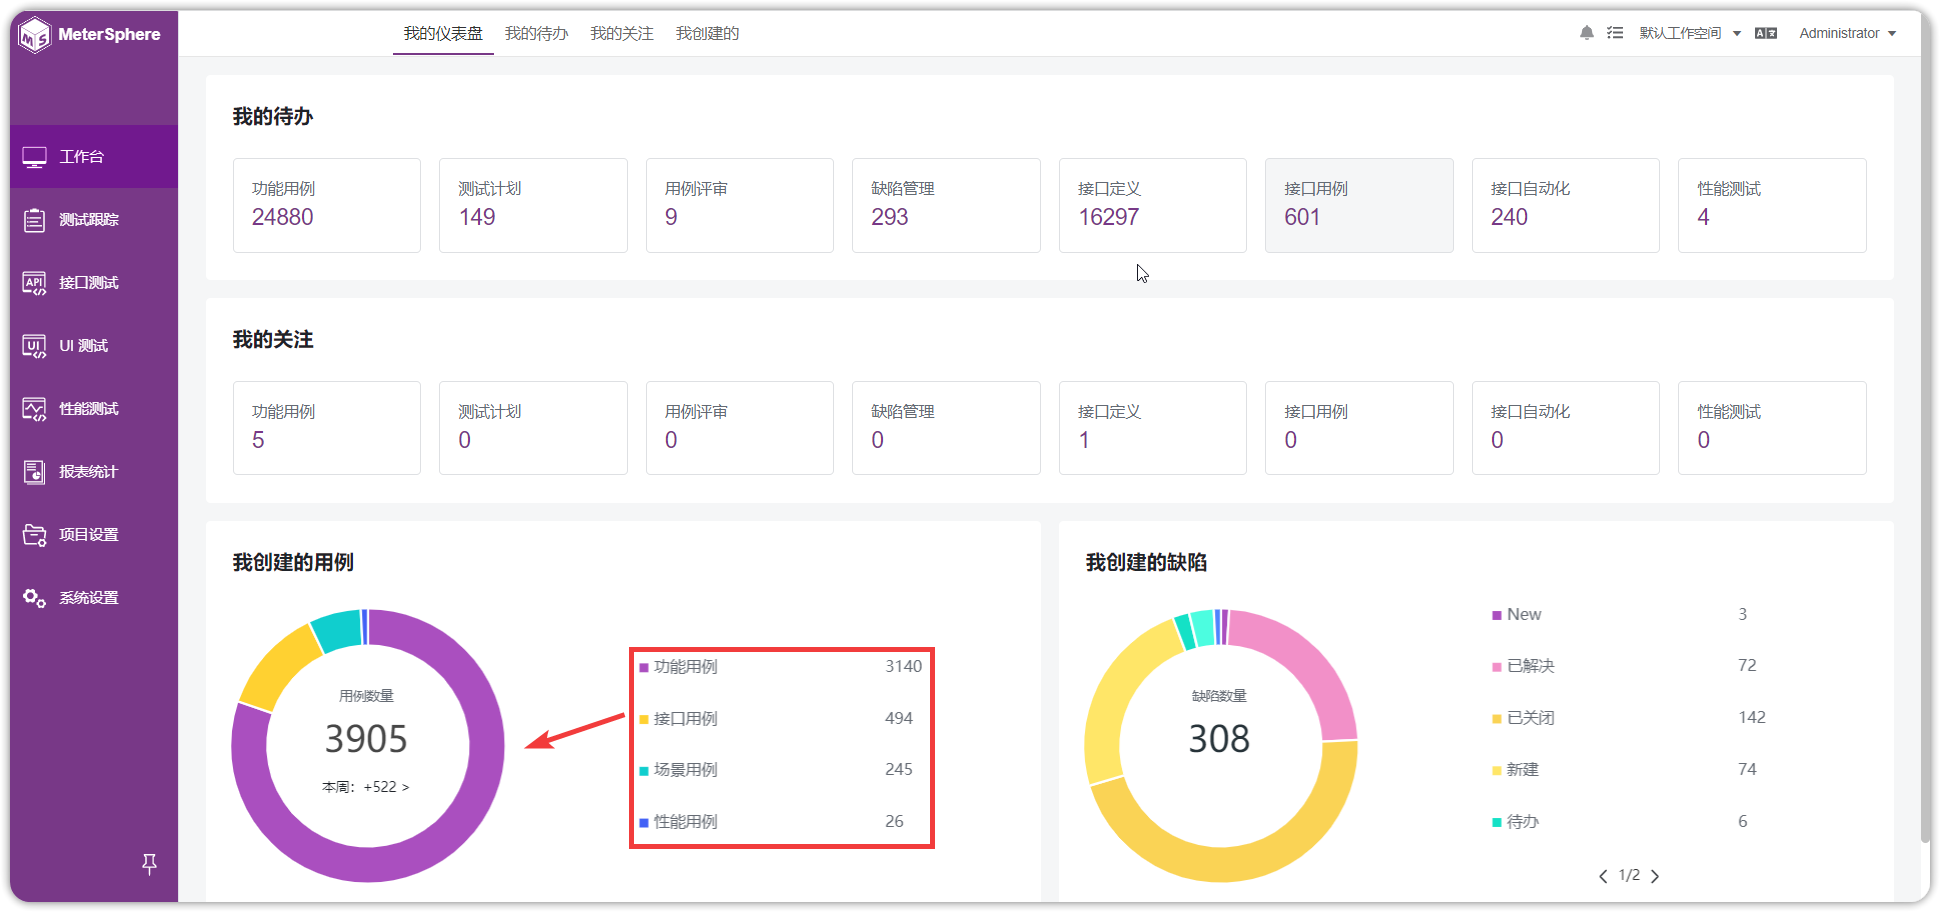 MeterSphere
我的仪表盘 我的待办 我的关注 我创建的
默认工作空间 Administrator
工作台
测试跟踪
接口测试
UI 测试
性能测试
报表统计
项目设置
系统设置
我的待办
功能用例 测试计划 用例评审 缺陷管理 接口定义 接口用例 接口自动化 性能测试
24880 149 9 293 16297 601 240 4
我的关注
功能用例 测试计划 用例评审 缺陷管理 接口定义 接口用例 接口自动化 性能测试
5 0 0 0 1 0 0 0
我创建的用例
用例数量
3905
本周：+522 >
功能用例 3140
接口用例 494
场景用例 245
性能用例 26
我创建的缺陷
缺陷数量
308
New 3
已解决 72
已关闭 142
新建 74
待办 6
1/2